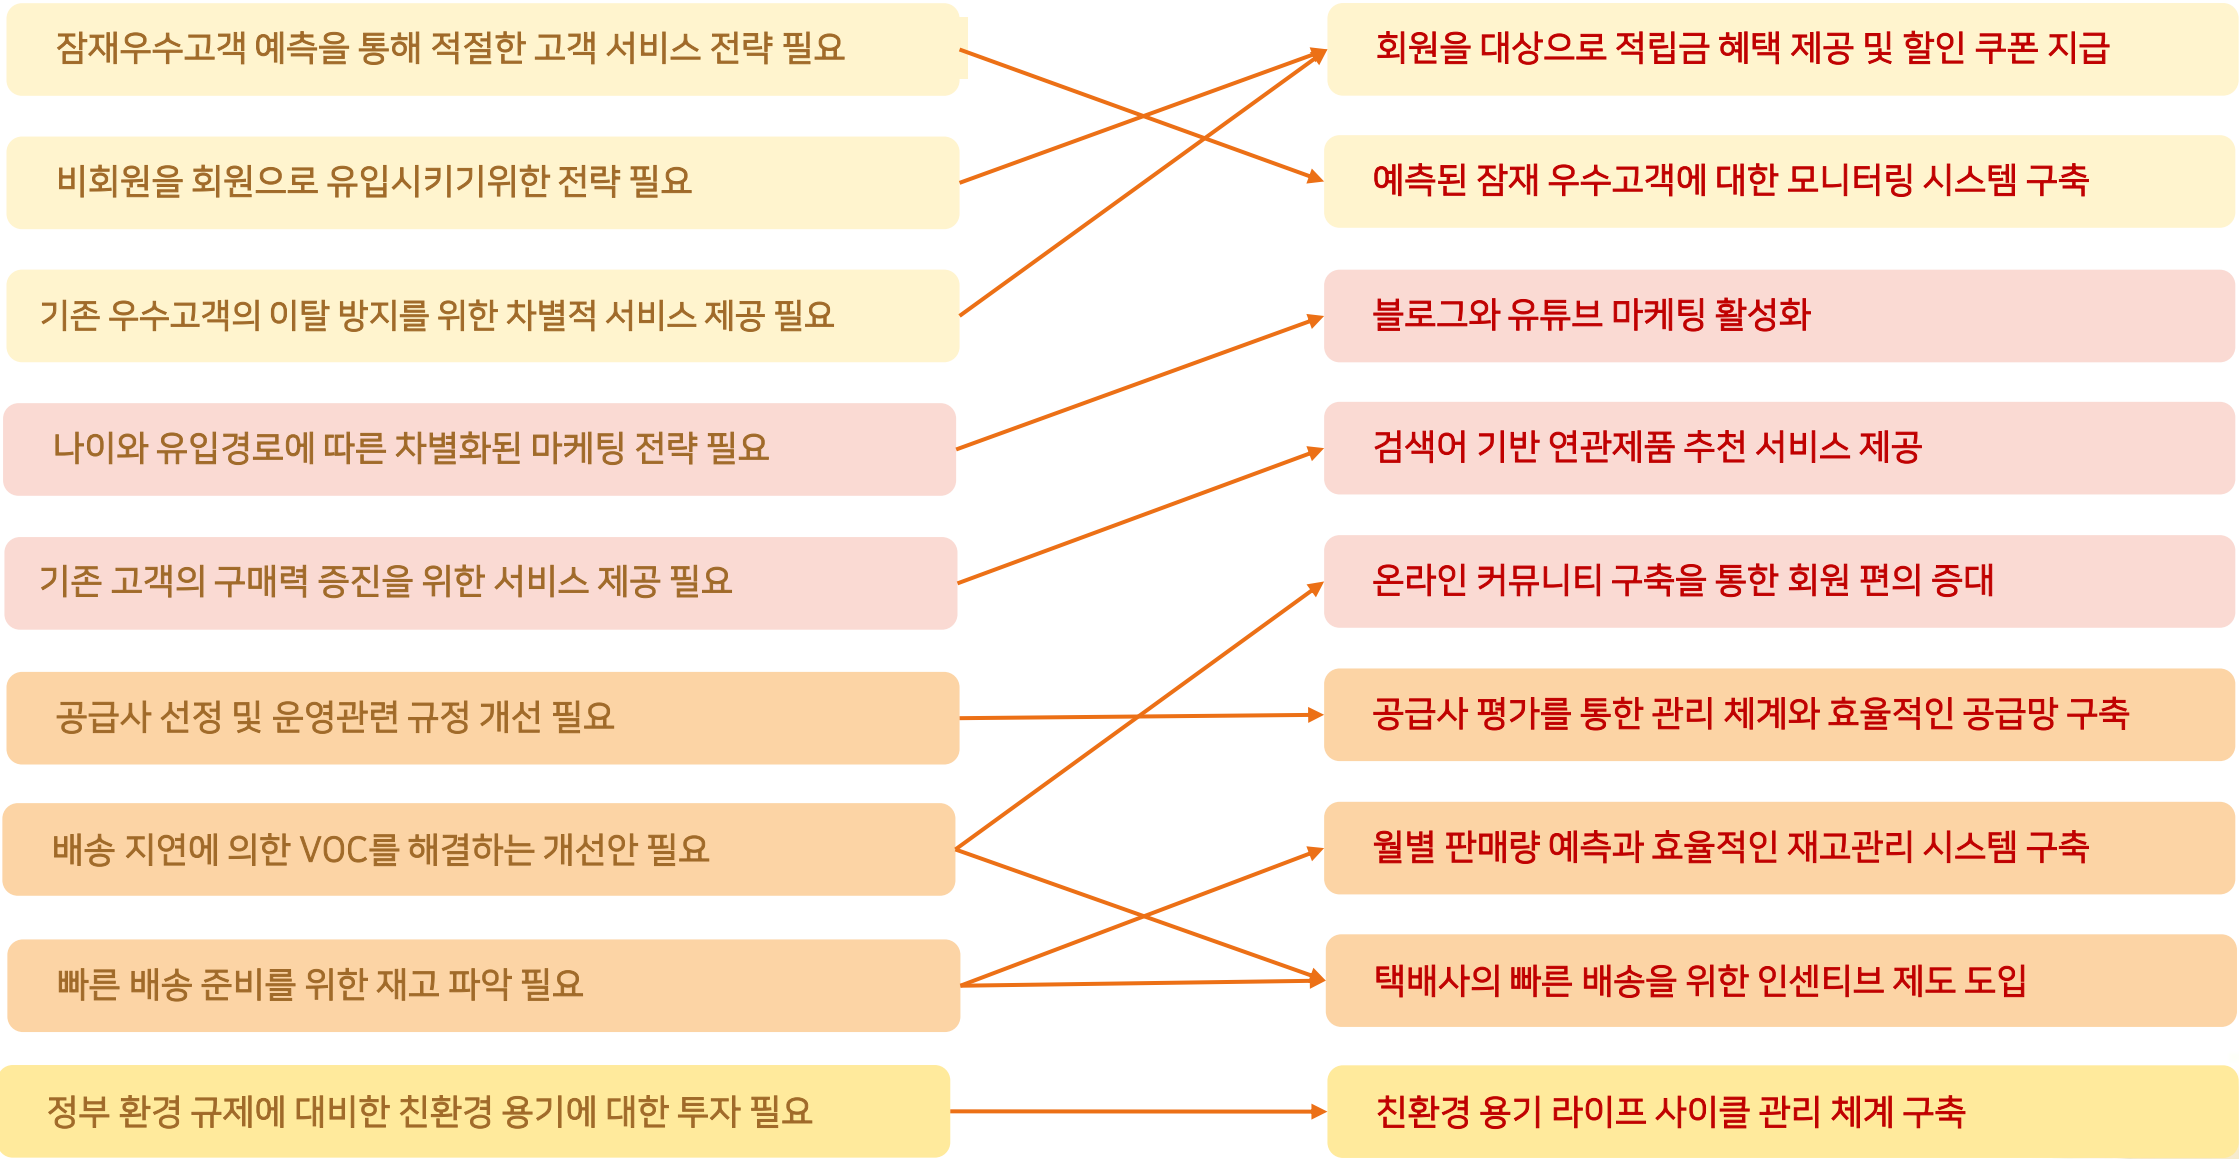 잠재우수고객 예측을 통해 적절한 고객 서비스 전략 필요
비회원을 회원으로 유입시키기위한 전략 필요
기존 우수고객의 이탈 방지를 위한 차별적 서비스 제공 필요
나이와 유입경로에 따른 차별화된 마케팅 전략 필요
기존 고객의 구매력 증진을 위한 서비스 제공 필요
공급사 선정 및 운영관련 규정 개선 필요
배송 지연에 의한 VOC를 해결하는 개선안 필요
빠른 배송 준비를 위한 재고 파악 필요
정부 환경 규제에 대비한 친환경 용기에 대한 투자 필요
회원을 대상으로 적립금 혜택 제공 및 할인 쿠폰 지급
예측된 잠재 우수고객에 대한 모니터링 시스템 구축
블로그와 유튜브 마케팅 활성화
검색어 기반 연관제품 추천 서비스 제공
온라인 커뮤니티 구축을 통한 회원 편의 증대
공급사 평가를 통한 관리 체계와 효율적인 공급망 구축
월별 판매량 예측과 효율적인 재고관리 시스템 구축
택배사의 빠른 배송을 위한 인센티브 제도 도입
친환경 용기 라이프 사이클 관리 체계 구축